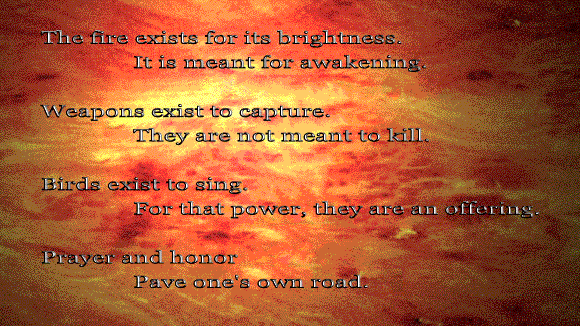 The fire exists for its brightness.
It is meant for awakening.
Weapons exist to capture.
They are not meant to kill.
Birds exist to sing.
For that power, they are an offering.
Prayer and honor
Pave one's own road.